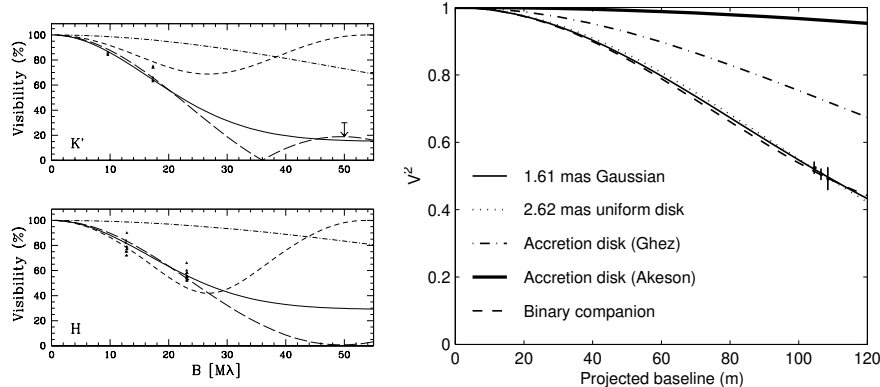 100
80
60
40
20
0
Visibility (%)
K'
0 10 20 30 40 50
100
80
60
40
20
0
Visibility (%)
H
0 10 20 30 40 50
B [Mλ]
1
0.8
0.6
0.4
0.2
0
V²
1.61 mas Gaussian
2.62 mas uniform disk
Accretion disk (Ghez)
Accretion disk (Akeson)
Binary companion
0 20 40 60 80 100 120
Projected baseline (m)